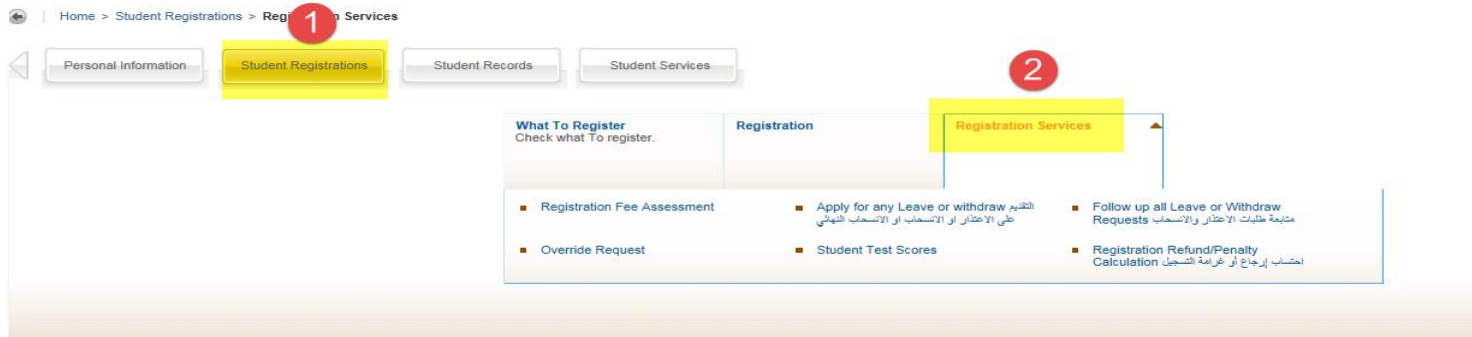 Home > Student Registrations > Registration Services
1
Personal Information
Student Registrations
Student Records
Student Services
2
What To Register
Check what To register.
Registration
Registration Services
Registration Fee Assessment
Apply for any Leave or withdraw التقديم
على الاعتذار او الانسحاب او الانسحاب النهائي
Follow up all Leave or Withdraw
Requests متابعة طلبات الاعتذار والانسحاب
Override Request
Student Test Scores
Registration Refund/Penalty
Calculation احتساب إرجاع أو غرامة التسجيل